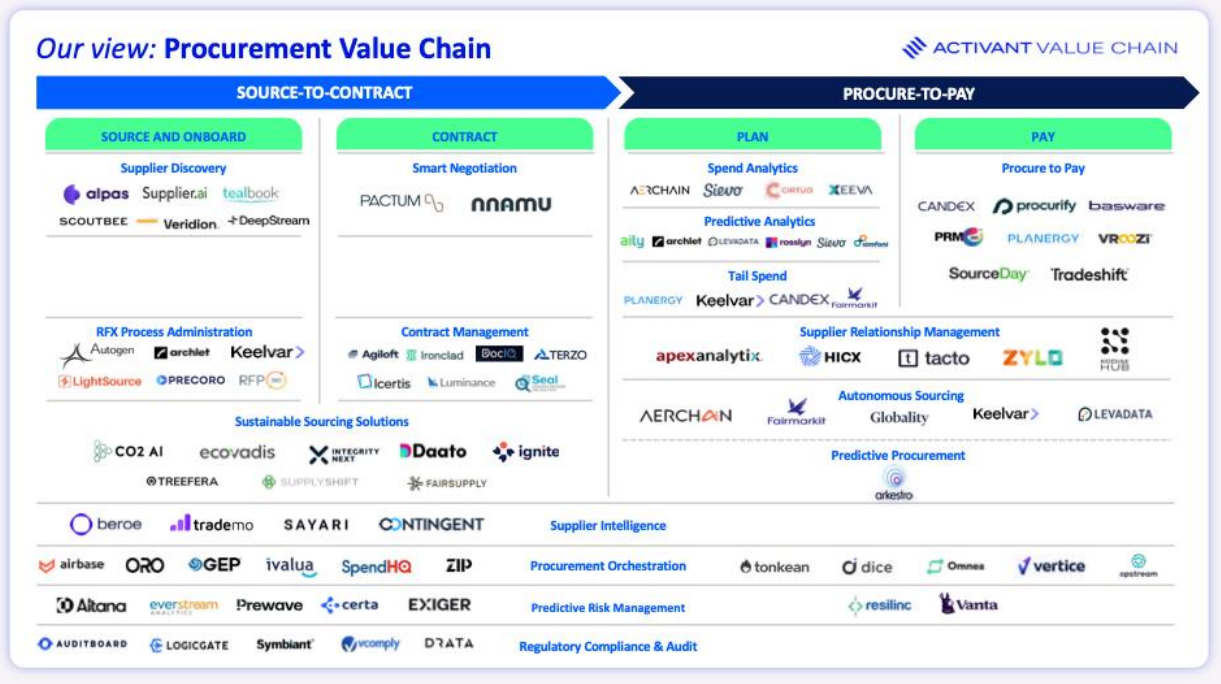 Our view: Procurement Value Chain
ACTIVANT VALUE CHAIN
SOURCE-TO-CONTRACT
PROCURE-TO-PAY
SOURCE AND ONBOARD
CONTRACT
PLAN
PAY
Supplier Discovery
alpas Supplier.ai tealbook
SCOUTBEE Veridion. DeepStream
Smart Negotiation
PACTUM nnamu
Spend Analytics
AERCHAIN Sievo CIRTUO XEEVA
Predictive Analytics
aily archlet LEVADATA rosslyn Sievo
Tail Spend
PLANERGY Keelvar CANDEX Fairmarkit
Procure to Pay
CANDEX procurify basware
PRM PLANERGY VROOZI
SourceDay Tradeshift
RFX Process Administration
Autogen archlet Keelvar
LightSource PRECORO RFP360
Contract Management
Agiloft Ironclad DocIQ TERZO
Icertis Luminance Seal
Supplier Relationship Management
apexanalytix. HICX tacto ZYLO KODIAK HUB
Autonomous Sourcing
AERCHAIN Fairmarkit Globality Keelvar LEVADATA
Predictive Procurement
arkestro
Sustainable Sourcing Solutions
CO2 AI ecovadis INTEGRITY NEXT Daato ignite
TREEFERA SUPPLYSHIFT FAIRSUPPLY
beroe trademo SAYARI CONTINGENT Supplier Intelligence
airbase ORO GEP ivalua SpendHQ ZIP Procurement Orchestration tonkean dice Omnea vertice opstream
Altana everstream ANALYTICS Prewave certa EXIGER Predictive Risk Management resilinc Vanta
AUDITBOARD LOGICGATE Symbiant vcomply DRATA Regulatory Compliance & Audit